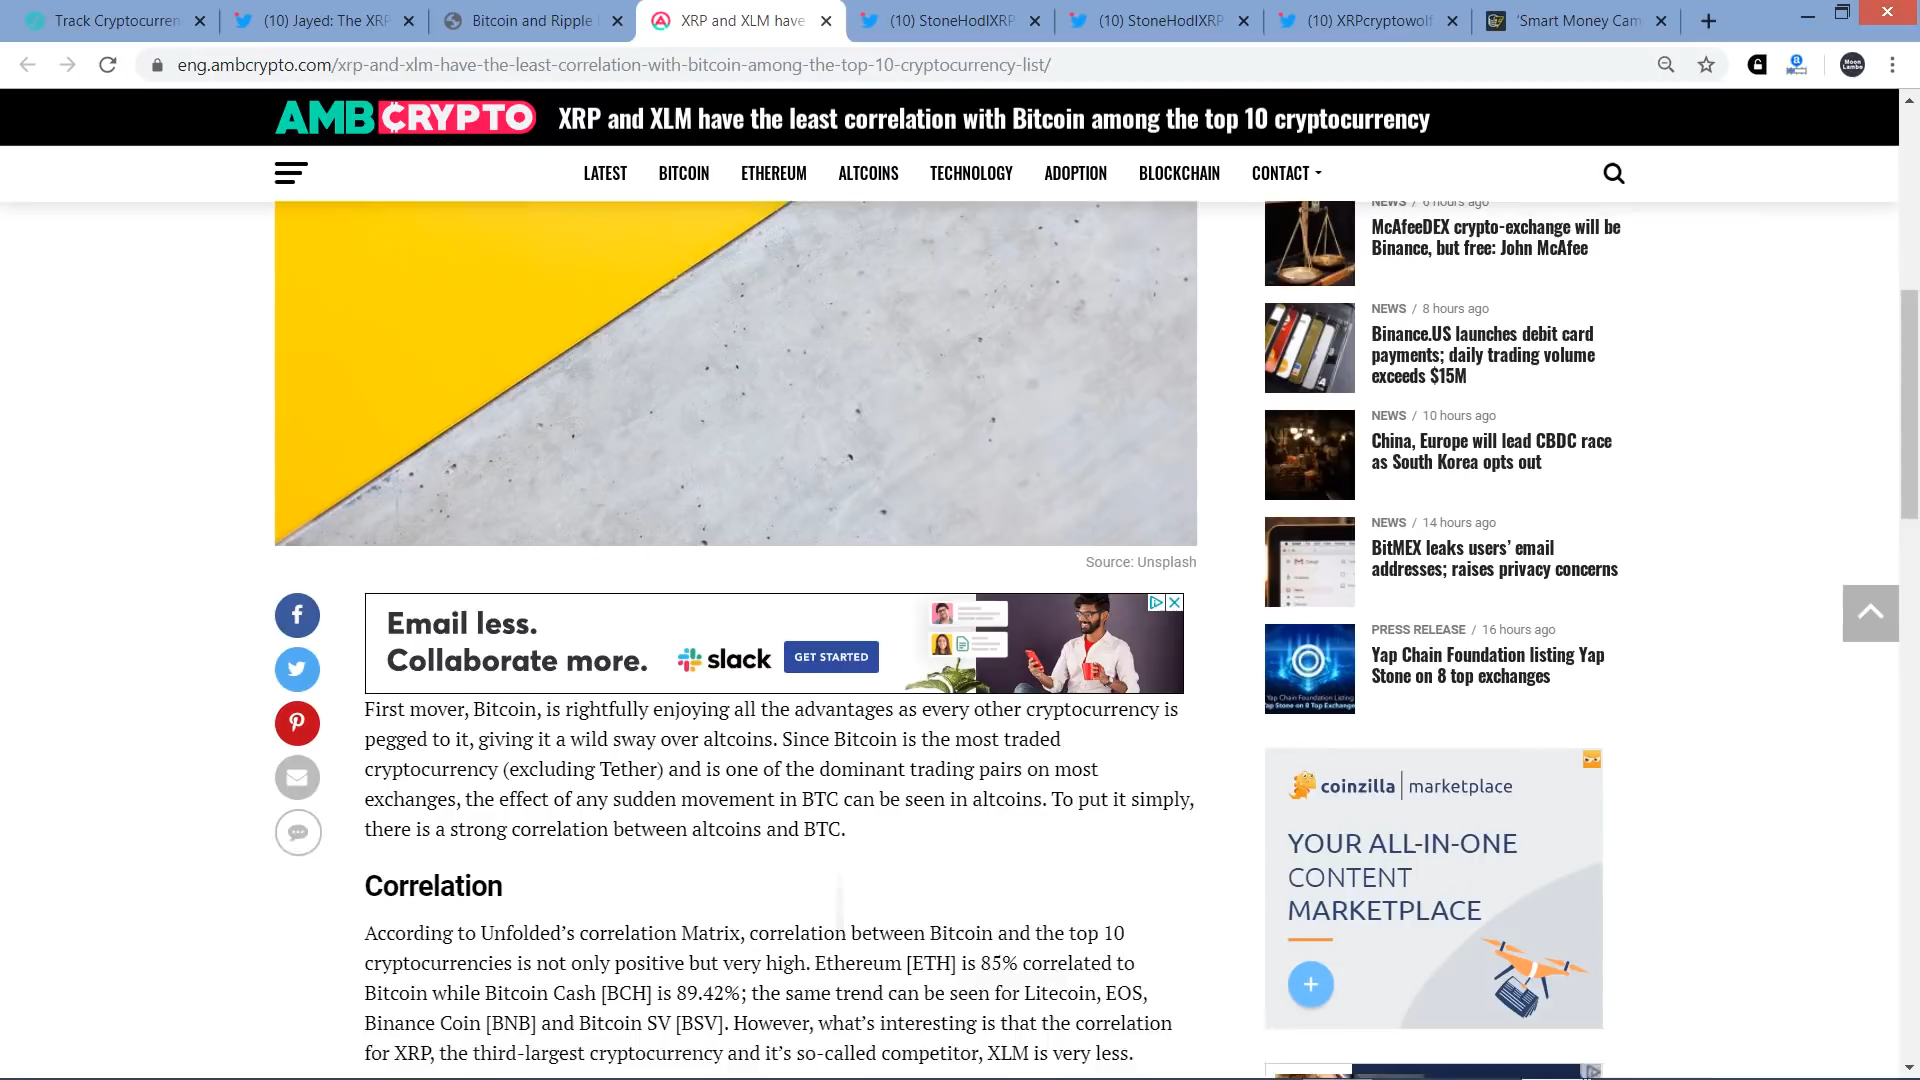 Track Cryptocurren
(10) Jayed: The XRP
Bitcoin and Ripple
XRP and XLM have
(10) StoneHodlXRP
(10) StoneHodlXRP
(10) XRPcryptowolf
'Smart Money Cam
eng.ambcrypto.com/xrp-and-xlm-have-the-least-correlation-with-bitcoin-among-the-top-10-cryptocurrency-list/
AMBCRYPTO
XRP and XLM have the least correlation with Bitcoin among the top 10 cryptocurrency
LATEST
BITCOIN
ETHEREUM
ALTCOINS
TECHNOLOGY
ADOPTION
BLOCKCHAIN
CONTACT
Source: Unsplash
Email less.
Collaborate more.
slack
GET STARTED
First mover, Bitcoin, is rightfully enjoying all the advantages as every other cryptocurrency is
pegged to it, giving it a wild sway over altcoins. Since Bitcoin is the most traded
cryptocurrency (excluding Tether) and is one of the dominant trading pairs on most
exchanges, the effect of any sudden movement in BTC can be seen in altcoins. To put it simply,
there is a strong correlation between altcoins and BTC.
Correlation
According to Unfolded's correlation Matrix, correlation between Bitcoin and the top 10
cryptocurrencies is not only positive but very high. Ethereum [ETH] is 85% correlated to
Bitcoin while Bitcoin Cash [BCH] is 89.42%; the same trend can be seen for Litecoin, EOS,
Binance Coin [BNB] and Bitcoin SV [BSV]. However, what's interesting is that the correlation
for XRP, the third-largest cryptocurrency and it's so-called competitor, XLM is very less.
NEWS / 6 hours ago
McAfeeDEX crypto-exchange will be
Binance, but free: John McAfee
NEWS / 8 hours ago
Binance.US launches debit card
payments; daily trading volume
exceeds $15M
NEWS / 10 hours ago
China, Europe will lead CBDC race
as South Korea opts out
NEWS / 14 hours ago
BitMEX leaks users' email
addresses; raises privacy concerns
PRESS RELEASE / 16 hours ago
Yap Chain Foundation listing Yap
Stone on 8 top exchanges
Yap Chain Foundation Listing
Yap Stone on 8 Top Exchange
coinzilla | marketplace
YOUR ALL-IN-ONE
CONTENT
MARKETPLACE